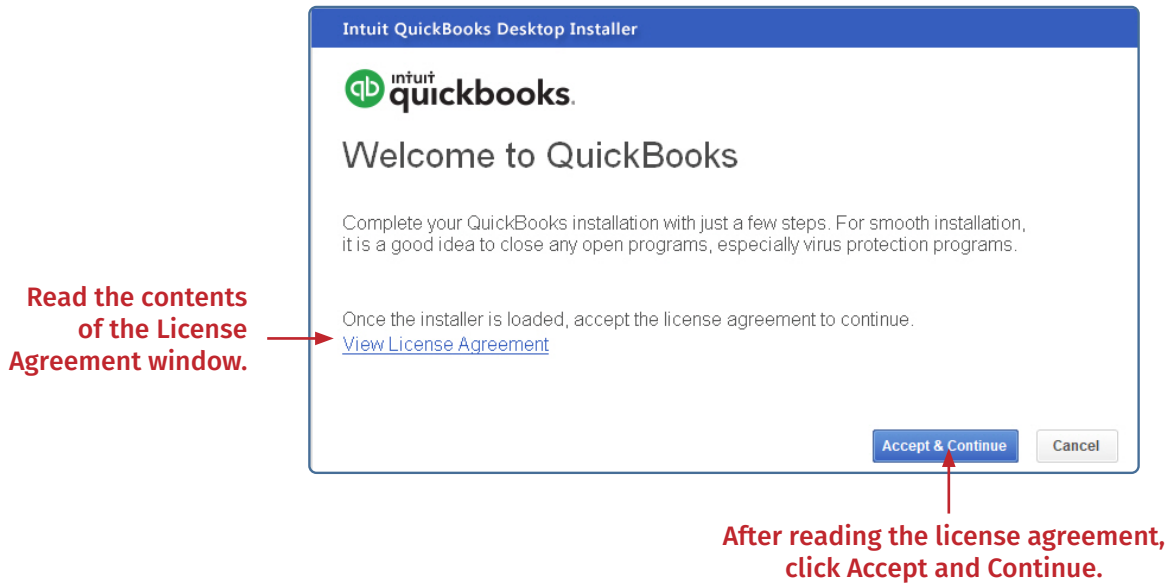 Intuit QuickBooks Desktop Installer
qb intuit quickbooks.
Welcome to QuickBooks
Complete your QuickBooks installation with just a few steps. For smooth installation,
it is a good idea to close any open programs, especially virus protection programs.
Read the contents
of the License
Agreement window.
Once the installer is loaded, accept the license agreement to continue.
View License Agreement
Accept & Continue
Cancel
After reading the license agreement,
click Accept and Continue.